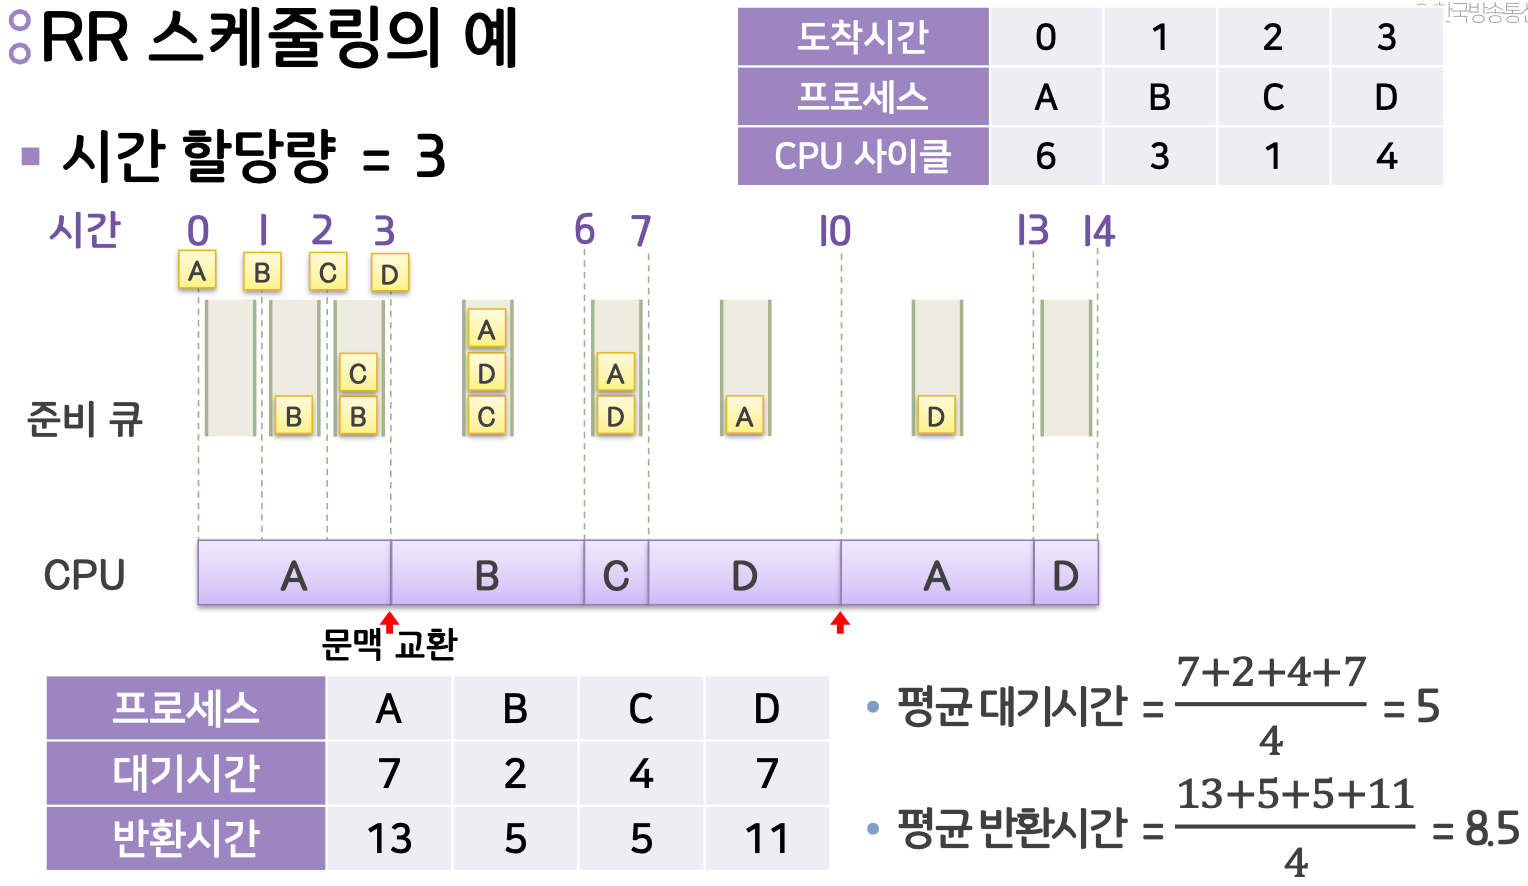 RR 스케줄링의 예
도착시간 0 1 2 3
프로세스 A B C D
CPU 사이클 6 3 1 4
시간 할당량 = 3
시간 0 1 2 3 6 7 10 13 14
A B C D
준비 큐
B
C
B
A
D
C
A
D
A
D
CPU A B C D A D
문맥 교환
프로세스 A B C D
대기시간 7 2 4 7
반환시간 13 5 5 11
평균 대기시간 = 7+2+4+7 / 4 = 5
평균 반환시간 = 13+5+5+11 / 4 = 8.5